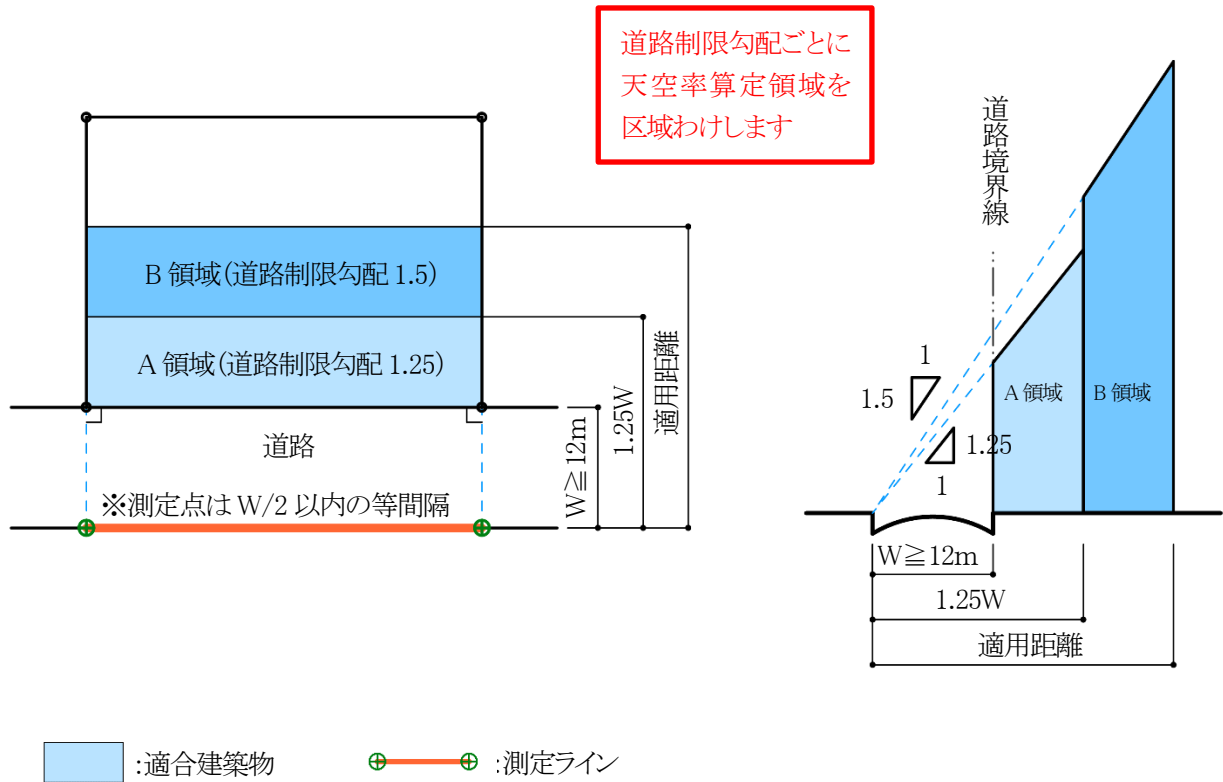 道路制限勾配ごとに
天空率算定領域を
区域わけします
道路境界線
B 領域(道路制限勾配 1.5)
A 領域(道路制限勾配 1.25)
道路
※測定点は W/2 以内の等間隔
W≧12m
1.25W
適用距離
1
1.5
1.25
1
A 領域
B 領域
W≧12m
1.25W
適用距離
:適合建築物
:測定ライン